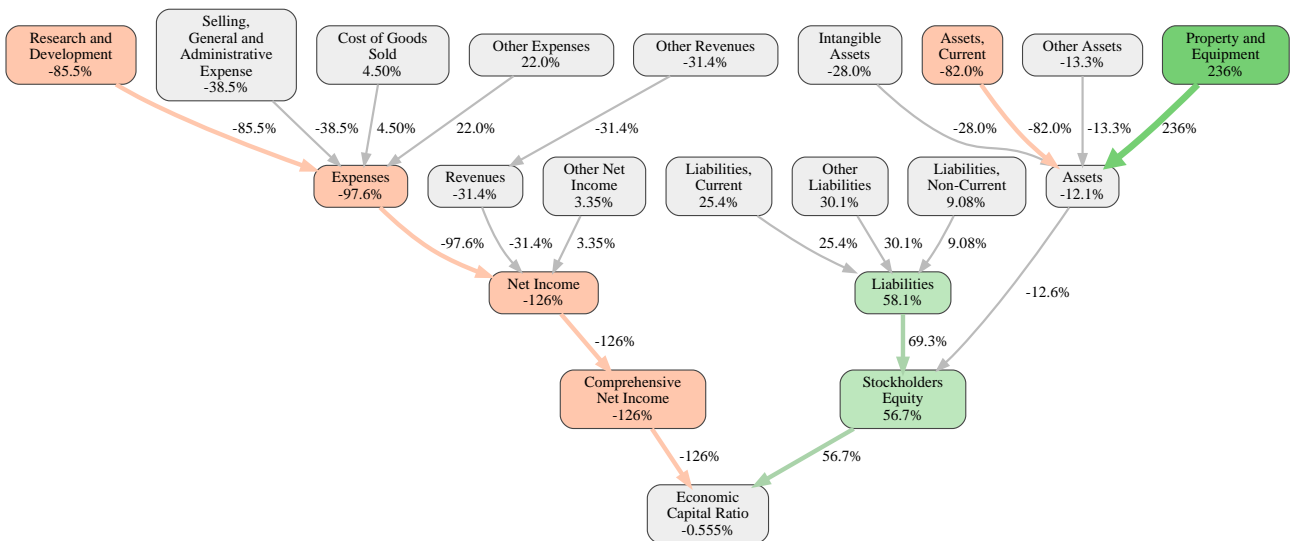 Research and
Development
-85.5%
Selling,
General and
Administrative
Expense
-38.5%
Cost of Goods
Sold
4.50%
Other Expenses
22.0%
Other Revenues
-31.4%
Intangible
Assets
-28.0%
Assets,
Current
-82.0%
Other Assets
-13.3%
Property and
Equipment
236%
-85.5%
-38.5%
4.50%
22.0%
-31.4%
-28.0%
-82.0%
-13.3%
236%
Expenses
-97.6%
Revenues
-31.4%
Other Net
Income
3.35%
Liabilities,
Current
25.4%
Other
Liabilities
30.1%
Liabilities,
Non-Current
9.08%
Assets
-12.1%
-97.6%
-31.4%
3.35%
25.4%
30.1%
9.08%
Net Income
-126%
Liabilities
58.1%
-12.6%
-126%
69.3%
Comprehensive
Net Income
-126%
Stockholders
Equity
56.7%
-126%
56.7%
Economic
Capital Ratio
-0.555%